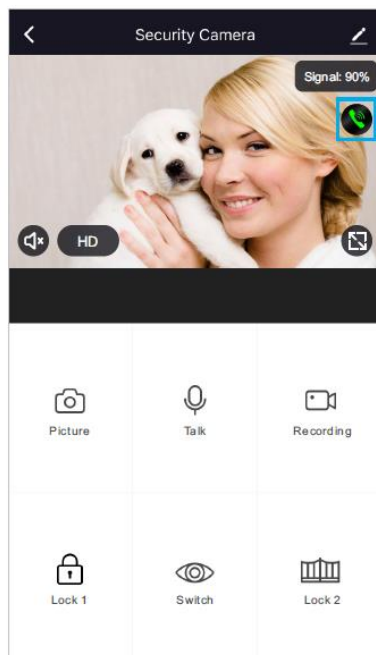 Security Camera
Signal: 90%
HD
Picture
Talk
Recording
Lock 1
Switch
Lock 2